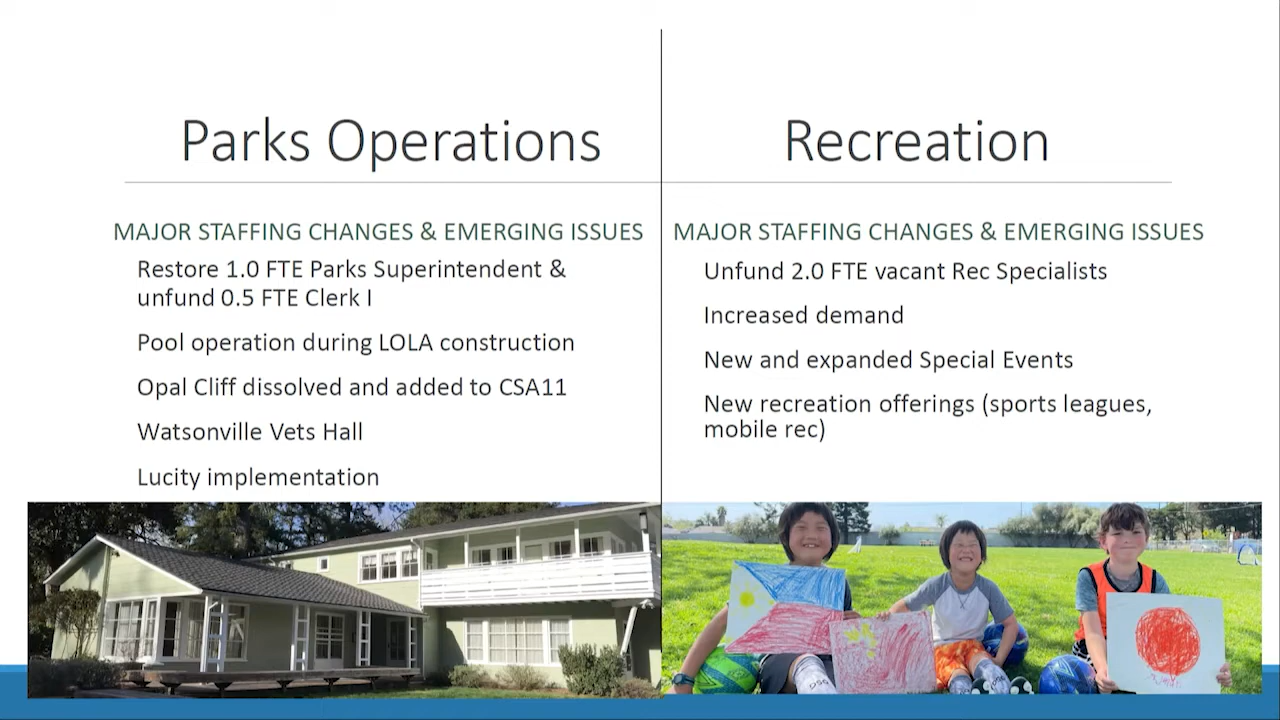 Parks Operations
MAJOR STAFFING CHANGES & EMERGING ISSUES
Restore 1.0 FTE Parks Superintendent &
unfund 0.5 FTE Clerk I
Pool operation during LOLA construction
Opal Cliff dissolved and added to CSA11
Watsonville Vets Hall
Lucity implementation
Recreation
MAJOR STAFFING CHANGES & EMERGING ISSUES
Unfund 2.0 FTE vacant Rec Specialists
Increased demand
New and expanded Special Events
New recreation offerings (sports leagues,
mobile rec)